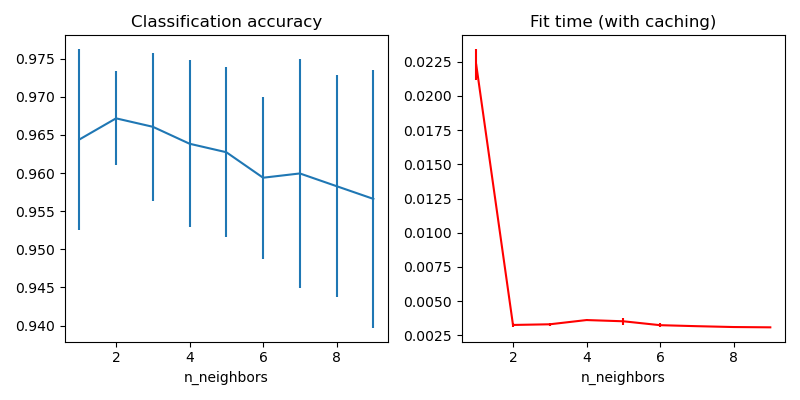 Classification accuracy
0.975
0.970
0.965
0.960
0.955
0.950
0.945
0.940
2 4 6 8
n_neighbors
Fit time (with caching)
0.0225
0.0200
0.0175
0.0150
0.0125
0.0100
0.0075
0.0050
0.0025
2 4 6 8
n_neighbors